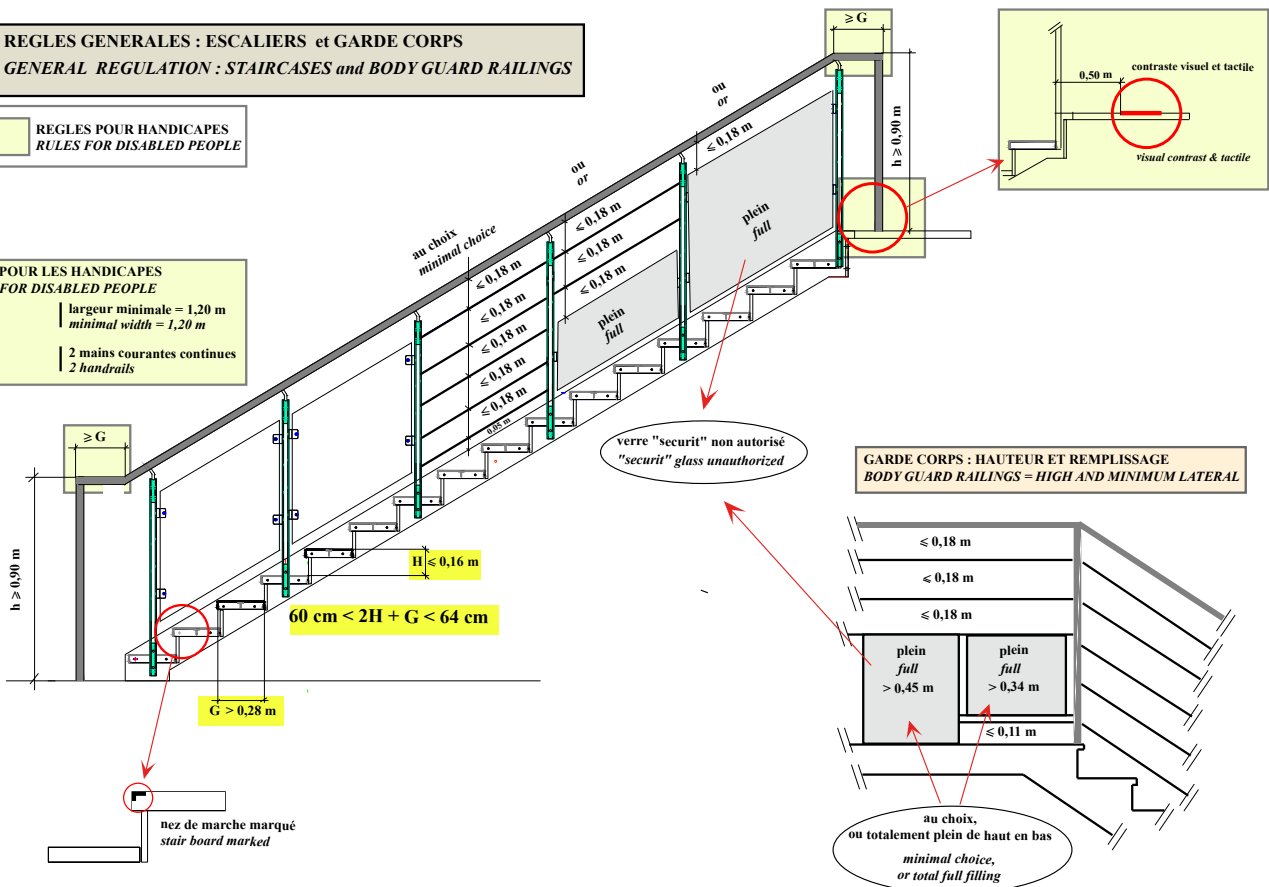 REGLES GENERALES : ESCALIERS et GARDE CORPS
GENERAL REGULATION : STAIRCASES and BODY GUARD RAILINGS
REGLES POUR HANDICAPES
RULES FOR DISABLED PEOPLE
POUR LES HANDICAPES
FOR DISABLED PEOPLE
largeur minimale = 1,20 m
minimal width = 1,20 m
2 mains courantes continues
2 handrails
≥ G
h ≥ 0,90 m
au choix
minimal choice
≤ 0,18 m
≤ 0,18 m
≤ 0,18 m
≤ 0,18 m
≤ 0,18 m
0,05 m
ou
or
≤ 0,18 m
≤ 0,18 m
≤ 0,18 m
plein
full
ou
or
≤ 0,18 m
plein
full
≥ G
h ≥ 0,90 m
0,50 m
contraste visuel et tactile
visual contrast & tactile
H ≤ 0,16 m
60 cm < 2H + G < 64 cm
G > 0,28 m
nez de marche marqué
stair board marked
verre "securit" non autorisé
"securit" glass unauthorized
GARDE CORPS : HAUTEUR ET REMPLISSAGE
BODY GUARD RAILINGS = HIGH AND MINIMUM LATERAL
≤ 0,18 m
≤ 0,18 m
≤ 0,18 m
plein
full
> 0,45 m
plein
full
> 0,34 m
≤ 0,11 m
au choix,
ou totalement plein de haut en bas
minimal choice,
or total full filling